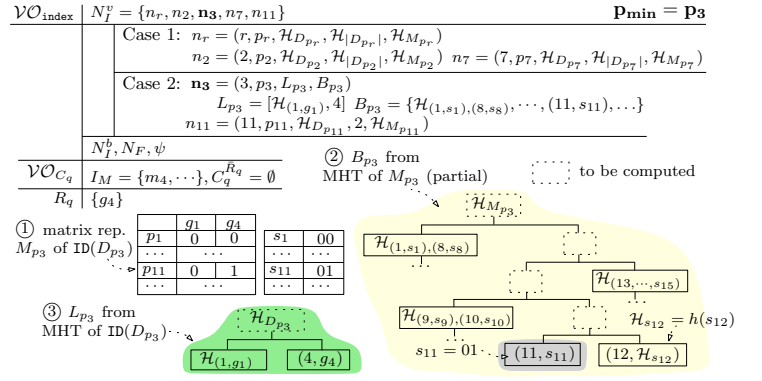 𝒱𝒪_index N_I^v = {n_r, n_2, n_3, n_7, n_11} p_min = p_3
Case 1: n_r = (r, p_r, ℋ_{D_{p_r}}, ℋ_{|D_{p_r}|}, ℋ_{M_{p_r}})
n_2 = (2, p_2, ℋ_{D_{p_2}}, ℋ_{|D_{p_2}|}, ℋ_{M_{p_2}}) n_7 = (7, p_7, ℋ_{D_{p_7}}, ℋ_{|D_{p_7}|}, ℋ_{M_{p_7}})
Case 2: n_3 = (3, p_3, L_{p_3}, B_{p_3})
L_{p_3} = [ℋ_{(1,g_1)}, 4] B_{p_3} = {ℋ_{(1,s_1),(8,s_8)}, ⋯, (11, s_11), …}
n_11 = (11, p_11, ℋ_{D_{p_11}}, 2, ℋ_{M_{p_11}})
N_I^b, N_F, ψ
𝒱𝒪_{C_q} I_M = {m_4, ⋯}, C_q^{R̄_q} = ∅
R_q {g_4}
② B_{p_3} from
MHT of M_{p_3} (partial)
to be computed
① matrix rep.
M_{p_3} of ID(D_{p_3})
g_1 g_4
p_1 0 0
⋯ ⋯
p_11 0 1
⋯ ⋯
s_1 00
⋯ ⋯
s_11 01
⋯ ⋯
ℋ_{M_{p_3}}
ℋ_{(1,s_1),(8,s_8)}
⋯
ℋ_{(13,⋯,s_15)}
⋯
ℋ_{(9,s_9),(10,s_10)}
⋯
ℋ_{s_12} = h(s_12)
s_11 = 01
(11, s_11)
(12, ℋ_{s_12})
③ L_{p_3} from
MHT of ID(D_{p_3})
ℋ_{D_{p_3}}
ℋ_{(1,g_1)}
(4, g_4)